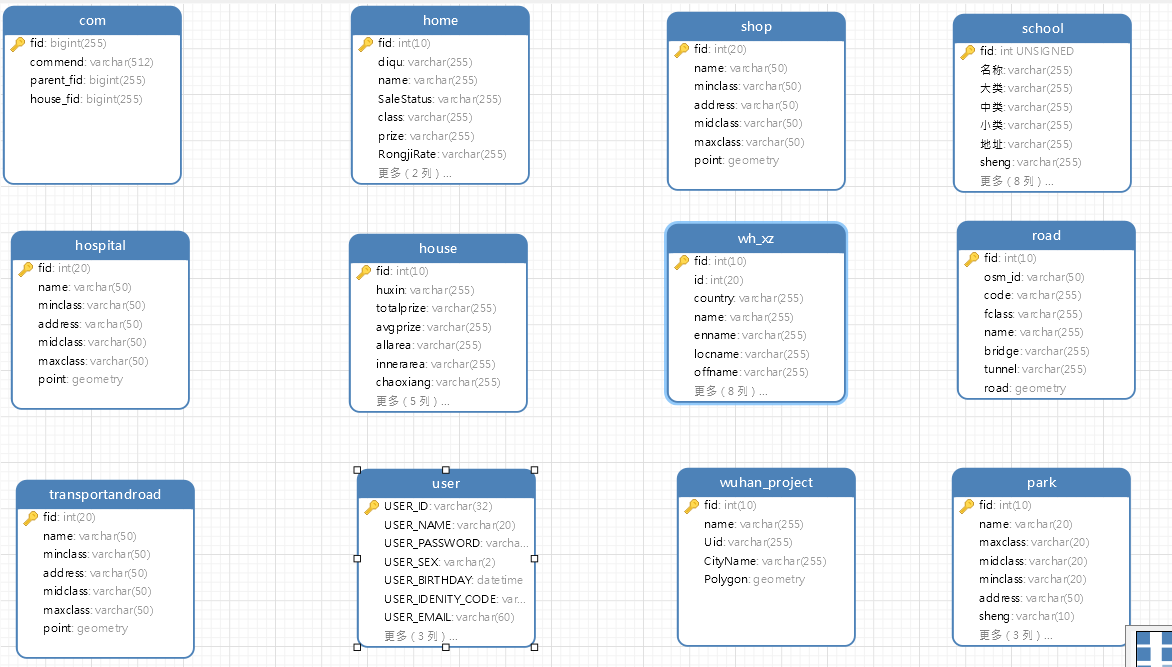 com
fid: bigint(255)
commend: varchar(512)
parent_fid: bigint(255)
house_fid: bigint(255)
home
fid: int(10)
diqu: varchar(255)
name: varchar(255)
SaleStatus: varchar(255)
class: varchar(255)
prize: varchar(255)
RongjiRate: varchar(255)
更多 ( 2 列 ) ...
shop
fid: int(20)
name: varchar(50)
minclass: varchar(50)
address: varchar(50)
midclass: varchar(50)
maxclass: varchar(50)
point: geometry
school
fid: int UNSIGNED
名称: varchar(255)
大类: varchar(255)
中类: varchar(255)
小类: varchar(255)
地址: varchar(255)
sheng: varchar(255)
更多 ( 8 列 ) ...
hospital
fid: int(20)
name: varchar(50)
minclass: varchar(50)
address: varchar(50)
midclass: varchar(50)
maxclass: varchar(50)
point: geometry
house
fid: int(10)
huxin: varchar(255)
totalprize: varchar(255)
avgprize: varchar(255)
allarea: varchar(255)
innerarea: varchar(255)
chaoxiang: varchar(255)
更多 ( 5 列 ) ...
wh_xz
fid: int(10)
id: int(20)
country: varchar(255)
name: varchar(255)
enname: varchar(255)
locname: varchar(255)
offname: varchar(255)
更多 ( 8 列 ) ...
road
fid: int(10)
osm_id: varchar(50)
code: varchar(255)
fclass: varchar(255)
name: varchar(255)
bridge: varchar(255)
tunnel: varchar(255)
road: geometry
transportandroad
fid: int(20)
name: varchar(50)
minclass: varchar(50)
address: varchar(50)
midclass: varchar(50)
maxclass: varchar(50)
point: geometry
user
USER_ID: varchar(32)
USER_NAME: varchar(20)
USER_PASSWORD: varcha...
USER_SEX: varchar(2)
USER_BIRTHDAY: datetime
USER_IDENITY_CODE: var...
USER_EMAIL: varchar(60)
更多 ( 3 列 ) ...
wuhan_project
fid: int(10)
name: varchar(255)
Uid: varchar(255)
CityName: varchar(255)
Polygon: geometry
park
fid: int(10)
name: varchar(20)
maxclass: varchar(20)
midclass: varchar(20)
minclass: varchar(20)
address: varchar(50)
sheng: varchar(10)
更多 ( 3 列 ) ...